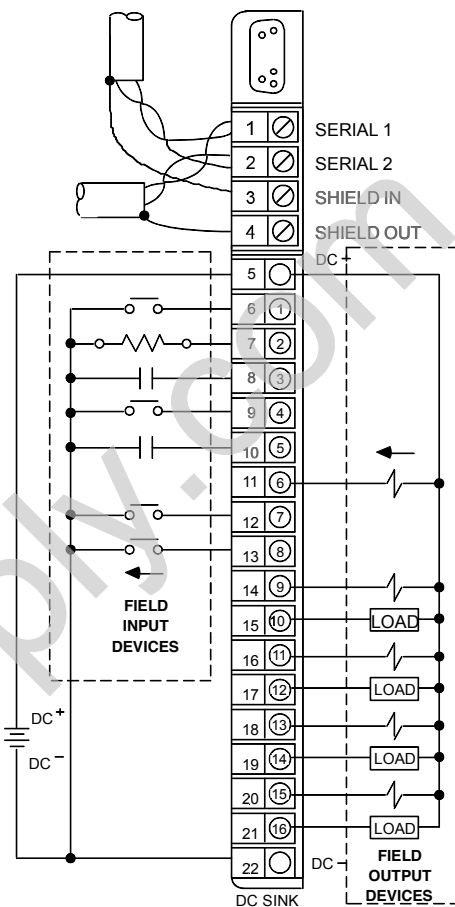 1 SERIAL 1
2 SERIAL 2
3 SHIELD IN
4 SHIELD OUT
DC -
5
6 1
7 2
8 3
9 4
10 5
11 6
12 7
13 8
14 9
15 10 LOAD
16 11
17 12 LOAD
18 13
19 14 LOAD
20 15
21 16 LOAD
22
FIELD
INPUT
DEVICES
DC +
DC -
DC -
FIELD
OUTPUT
DEVICES
DC SINK
ply.com